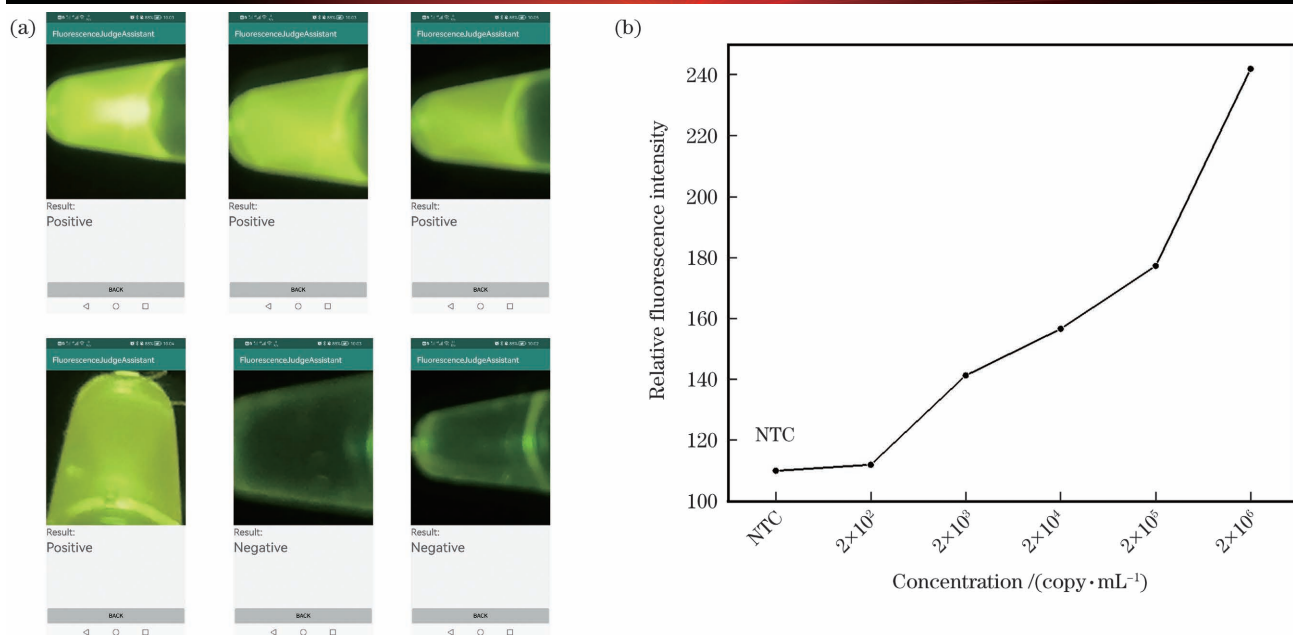 (a)
FluorescenceJudgeAssistant
Result:
Positive
BACK
FluorescenceJudgeAssistant
Result:
Positive
BACK
FluorescenceJudgeAssistant
Result:
Positive
BACK
FluorescenceJudgeAssistant
Result:
Positive
BACK
FluorescenceJudgeAssistant
Result:
Negative
BACK
FluorescenceJudgeAssistant
Result:
Negative
BACK
(b)
Relative fluorescence intensity
240
220
200
180
160
140
120
100
NTC
NTC
2×10²
2×10³
2×10⁴
2×10⁵
2×10⁶
Concentration /(copy·mL⁻¹)